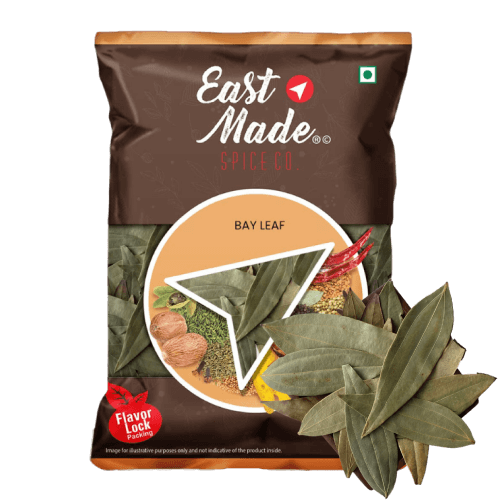 East
Made®©
SPICE CO.
BAY LEAF
Flavor
Lock
Packing
Image for illustrative purposes only and not indicative of the product inside.